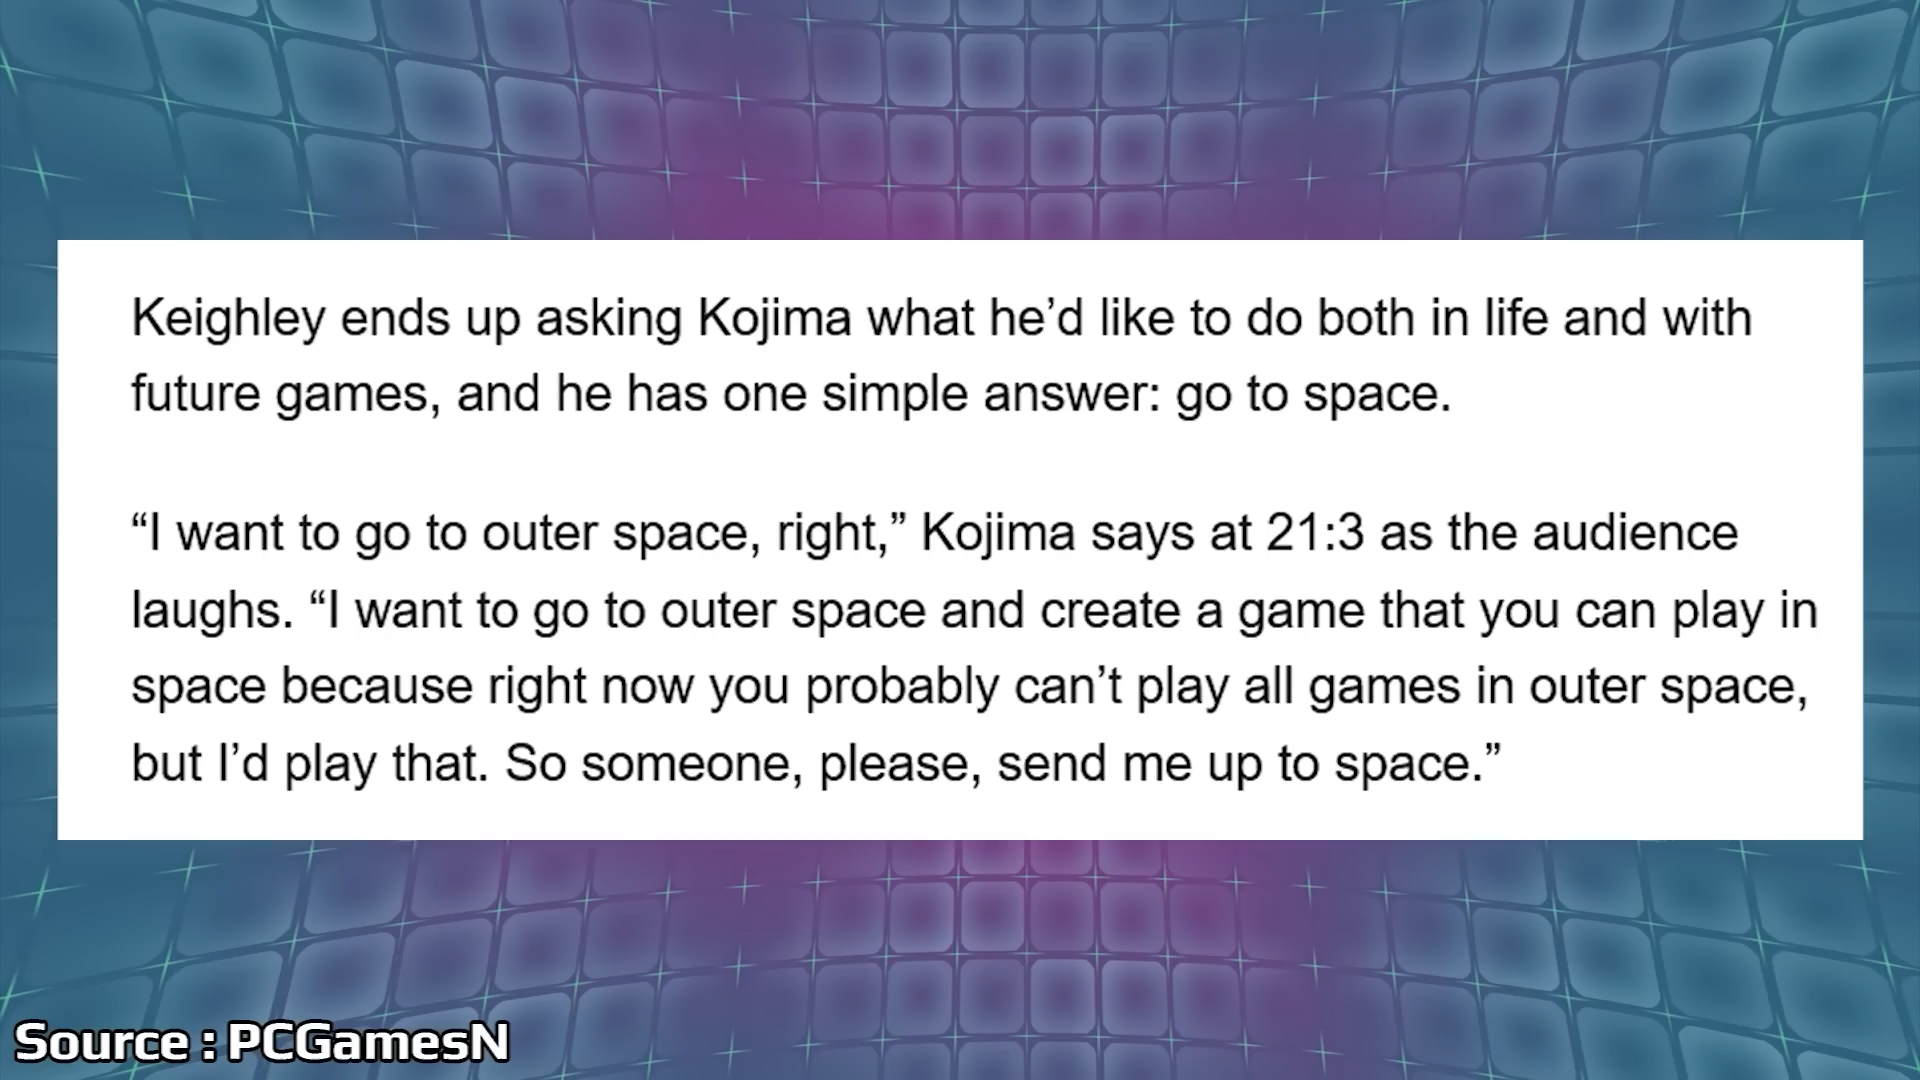 Keighley ends up asking Kojima what he’d like to do both in life and with
future games, and he has one simple answer: go to space.
“I want to go to outer space, right,” Kojima says at 21:3 as the audience
laughs. “I want to go to outer space and create a game that you can play in
space because right now you probably can’t play all games in outer space,
but I’d play that. So someone, please, send me up to space.”
Source : PCGamesN